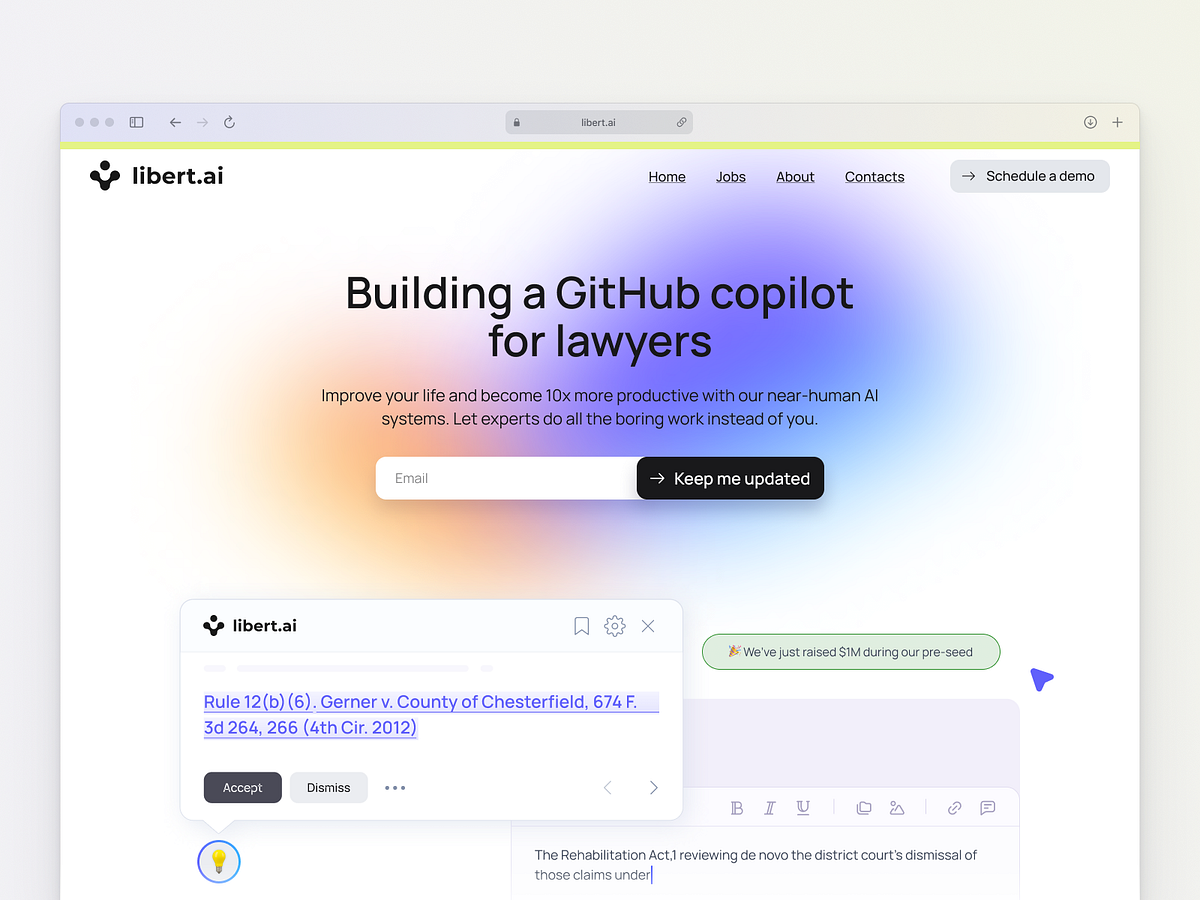 libert.ai
libert.ai
Home Jobs About Contacts
Schedule a demo
Building a GitHub copilot
for lawyers
Improve your life and become 10x more productive with our near-human AI
systems. Let experts do all the boring work instead of you.
Email
Keep me updated
libert.ai
🎉 We've just raised $1M during our pre-seed
Rule 12(b)(6). Gerner v. County of Chesterfield, 674 F.
3d 264, 266 (4th Cir. 2012)
Accept
Dismiss
B I U
The Rehabilitation Act,1 reviewing de novo the district court's dismissal of
those claims under